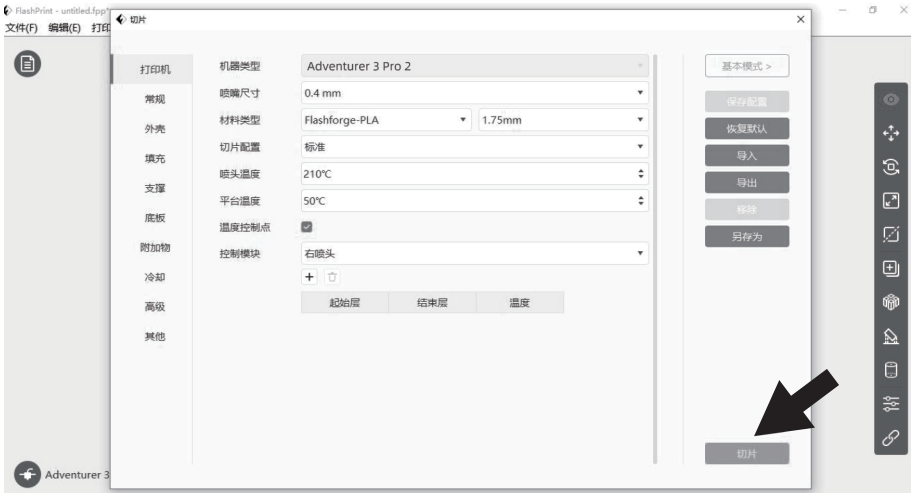 FlashPrint - untitled.fpp*
文件(F) 编辑(E) 打印
切片
打印机
常规
外壳
填充
支撑
底板
附加物
冷却
高级
其他
机器类型 Adventurer 3 Pro 2
喷嘴尺寸 0.4 mm
材料类型 Flashforge-PLA 1.75mm
切片配置 标准
喷头温度 210℃
平台温度 50℃
温度控制点
控制模块 右喷头
起始层 结束层 温度
基本模式 >
保存配置
恢复默认
导入
导出
移除
另存为
切片
Adventurer 3